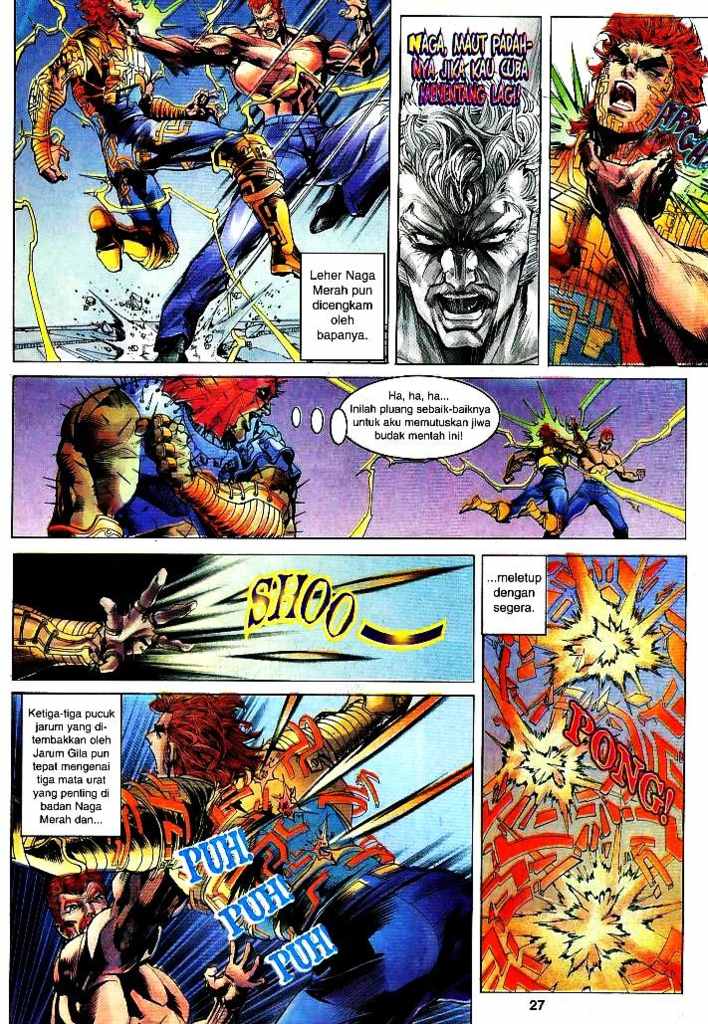 Leher Naga
Merah pun
dicengkam
oleh
bapanya.
NAGA, MAUT PADAH-
NYA JIKA KAU CUBA
MENENTANG LAGI!
Ha, ha, ha...
Inilah pluang sebaik-baiknya
untuk aku memutuskan jiwa
budak mentah ini!
SHOO
...meletup
dengan
segera.
PONG!
Ketiga-tiga pucuk
jarum yang di-
tembakkan oleh
Jarum Gila pun
tepat mengenai
tiga mata urat
yang penting di
badan Naga
Merah dan...
PUH!
PUH!
PUH!
27